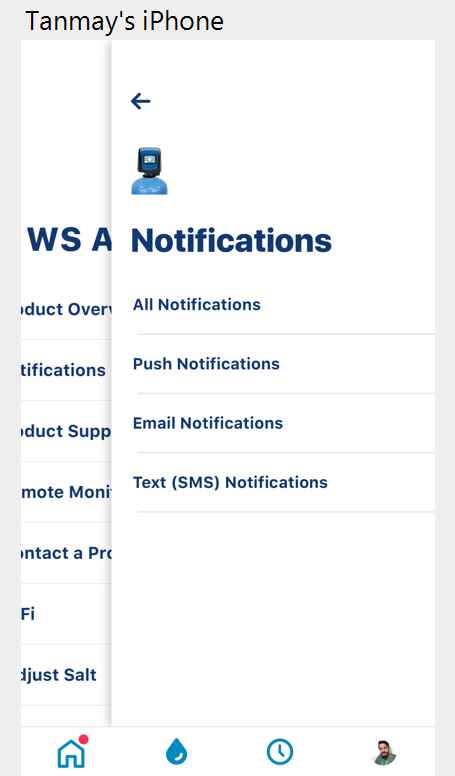 Tanmay's iPhone
WS A
Notifications
oduct Overv
All Notifications
tifications
Push Notifications
oduct Supp
Email Notifications
mote Moni
Text (SMS) Notifications
ontact a Pro
Fi
djust Salt